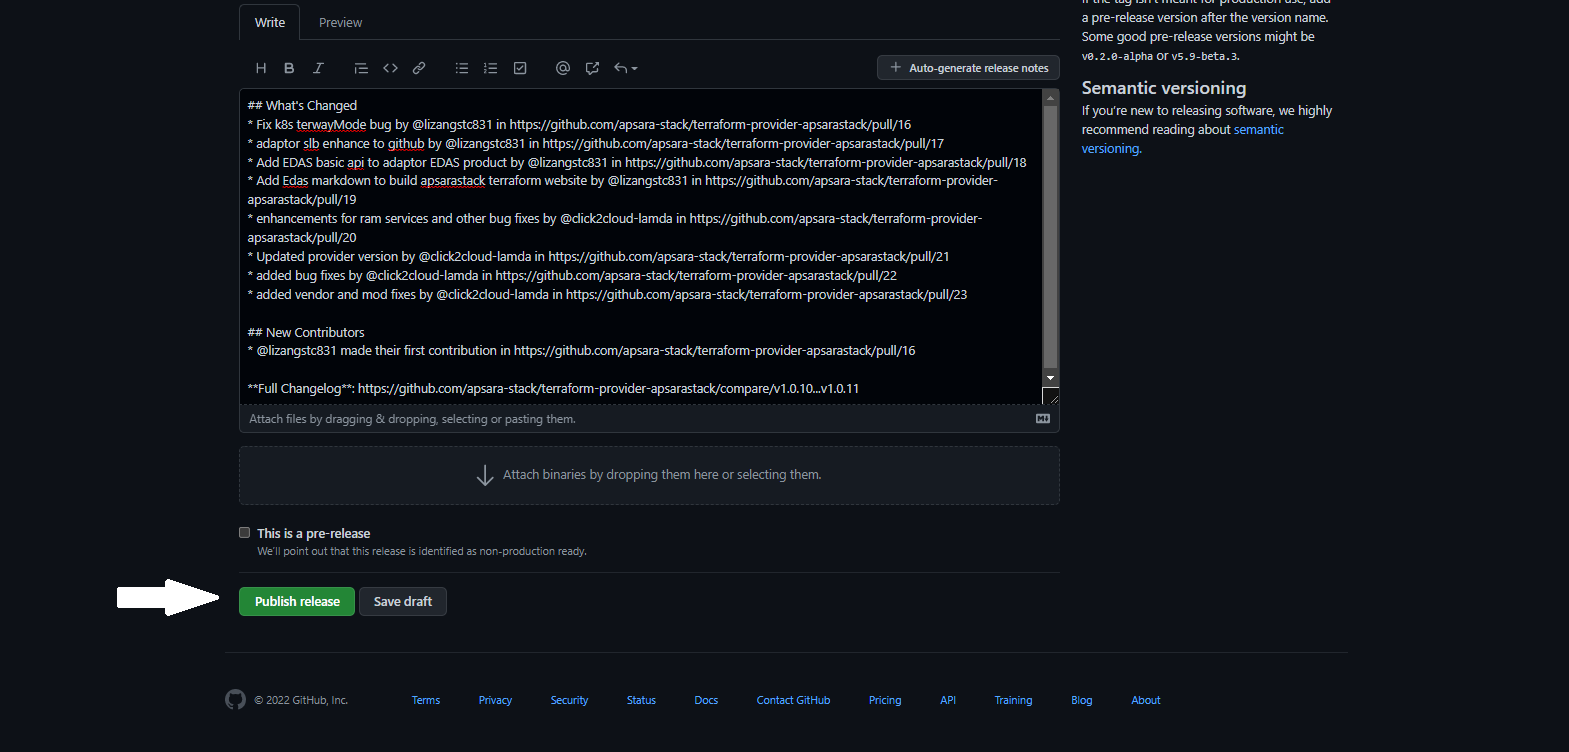 Write
Preview
H B I
Auto-generate release notes
## What's Changed
* Fix k8s terwayMode bug by @lizangstc831 in https://github.com/apsara-stack/terraform-provider-apsarastack/pull/16
* adaptor slb enhance to github by @lizangstc831 in https://github.com/apsara-stack/terraform-provider-apsarastack/pull/17
* Add EDAS basic api to adaptor EDAS product by @lizangstc831 in https://github.com/apsara-stack/terraform-provider-apsarastack/pull/18
* Add Edas markdown to build apsarastack terraform website by @lizangstc831 in https://github.com/apsara-stack/terraform-provider-
apsarastack/pull/19
* enhancements for ram services and other bug fixes by @click2cloud-lamda in https://github.com/apsara-stack/terraform-provider-
apsarastack/pull/20
* Updated provider version by @click2cloud-lamda in https://github.com/apsara-stack/terraform-provider-apsarastack/pull/21
* added bug fixes by @click2cloud-lamda in https://github.com/apsara-stack/terraform-provider-apsarastack/pull/22
* added vendor and mod fixes by @click2cloud-lamda in https://github.com/apsara-stack/terraform-provider-apsarastack/pull/23
## New Contributors
* @lizangstc831 made their first contribution in https://github.com/apsara-stack/terraform-provider-apsarastack/pull/16
**Full Changelog**: https://github.com/apsara-stack/terraform-provider-apsarastack/compare/v1.0.10...v1.0.11
Attach files by dragging & dropping, selecting or pasting them.
Attach binaries by dropping them here or selecting them.
This is a pre-release
We'll point out that this release is identified as non-production ready.
Publish release
Save draft
If the tag isn't meant for production use, add
a pre-release version after the version name.
Some good pre-release versions might be
v0.2.0-alpha or v5.9-beta.3.
Semantic versioning
If you're new to releasing software, we highly
recommend reading about semantic
versioning.
© 2022 GitHub, Inc.
Terms
Privacy
Security
Status
Docs
Contact GitHub
Pricing
API
Training
Blog
About